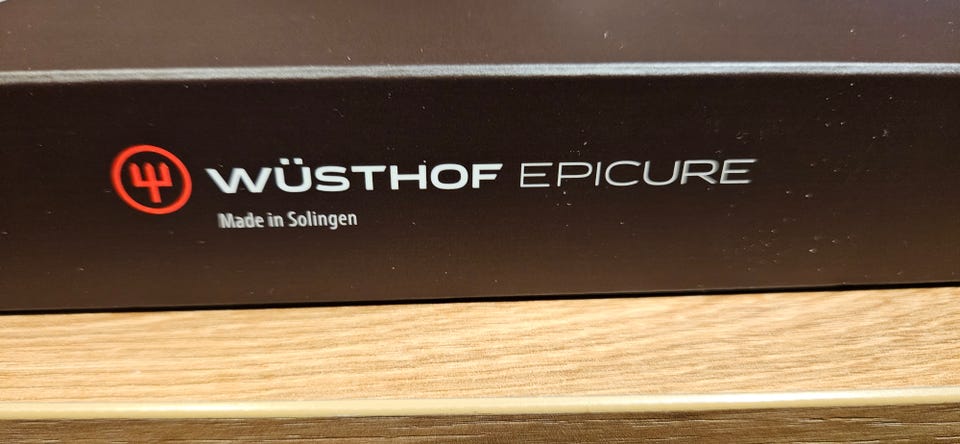 WÜSTHOF EPICURE
Made in Solingen